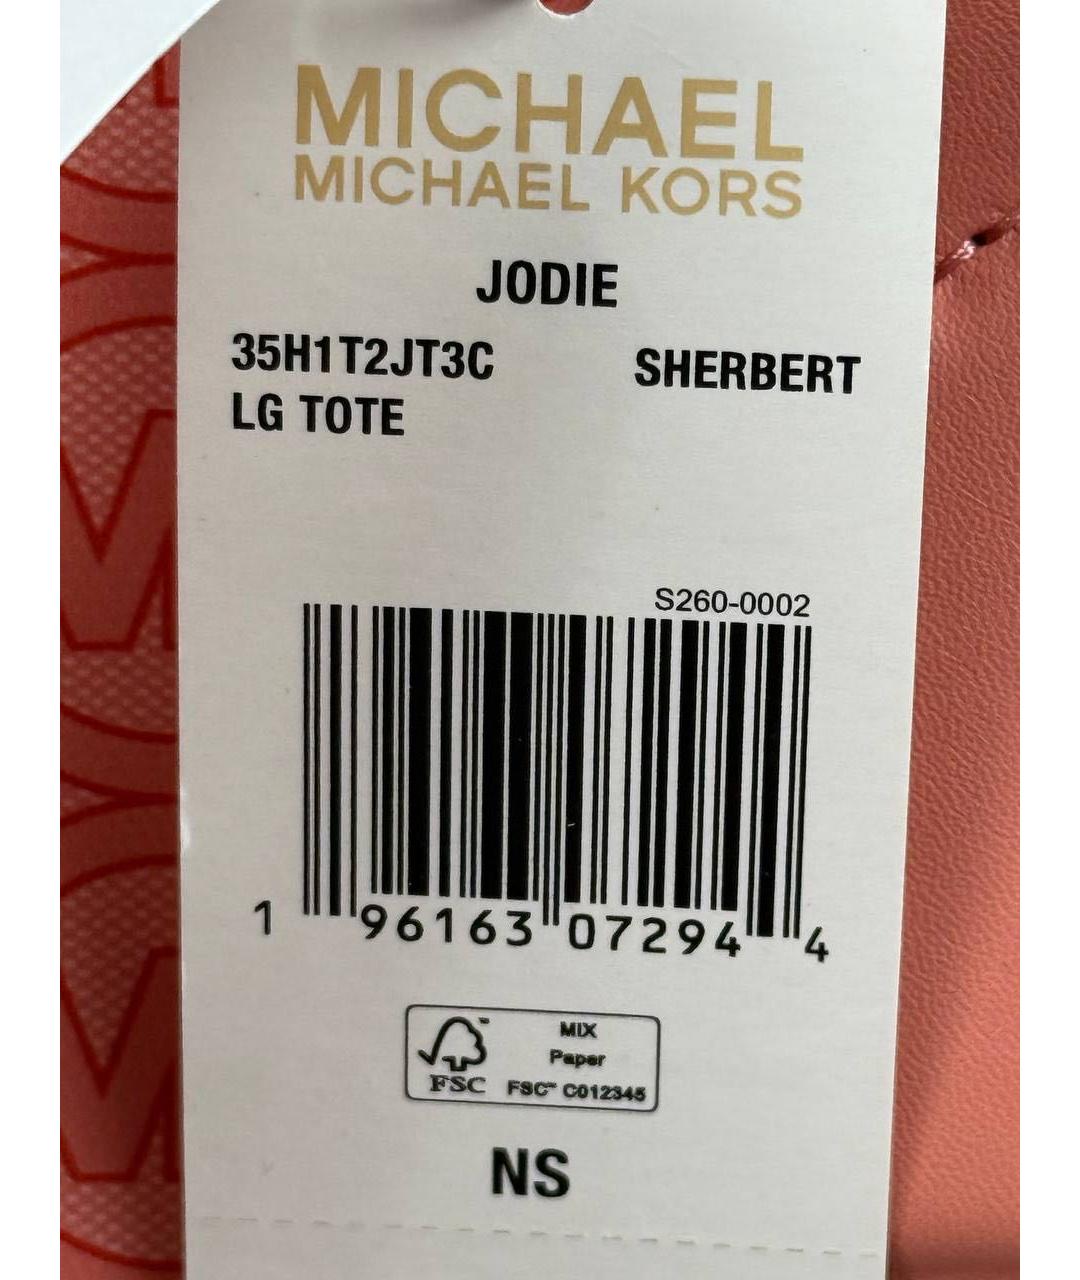 MICHAEL
MICHAEL KORS
JODIE
35H1T2JT3C SHERBERT
LG TOTE
S260-0002
1 96163 07294 4
MIX
Paper
FSC™ C012345
FSC
NS